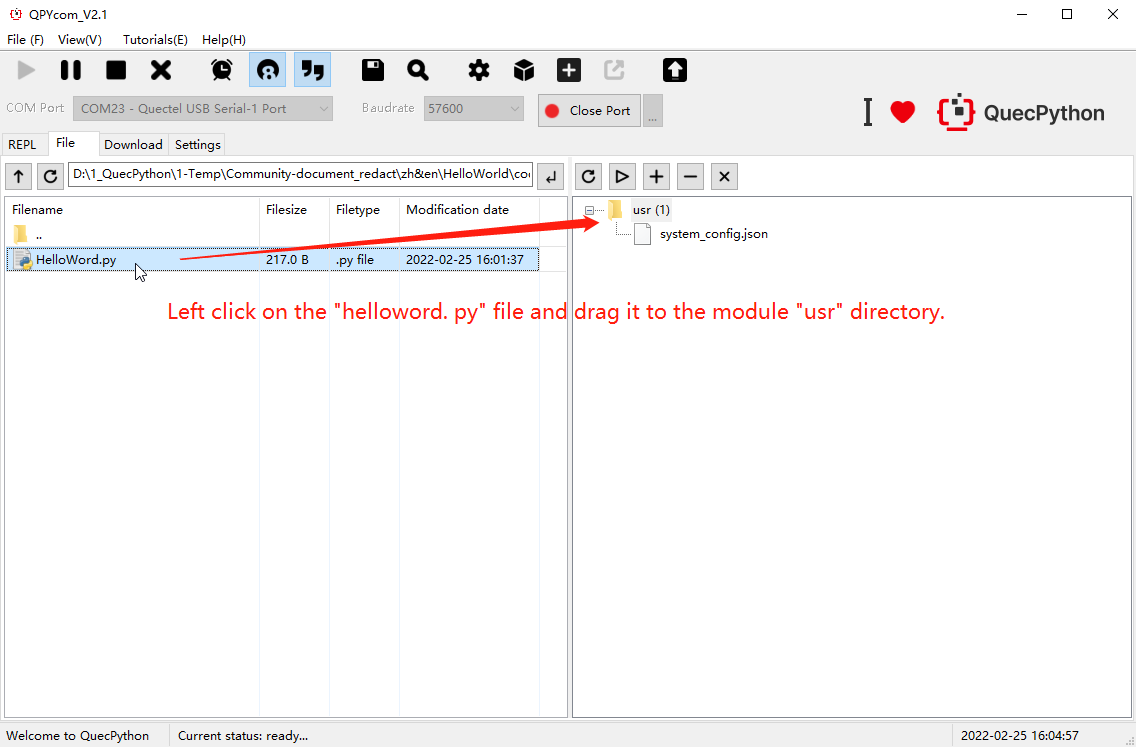 QPYcom_V2.1
File (F) View(V) Tutorials(E) Help(H)
COM Port COM23 - Quectel USB Serial-1 Port Baudrate 57600 Close Port ... I QuecPython
REPL File Download Settings
D:\1_QuecPython\1-Temp\Community-document_redact\zh&en\HelloWorld\co
Filename Filesize Filetype Modification date
usr (1)
..
system_config.json
HelloWord.py 217.0 B .py file 2022-02-25 16:01:37
Left click on the "helloword. py" file and drag it to the module "usr" directory.
Welcome to QuecPython Current status: ready... 2022-02-25 16:04:57